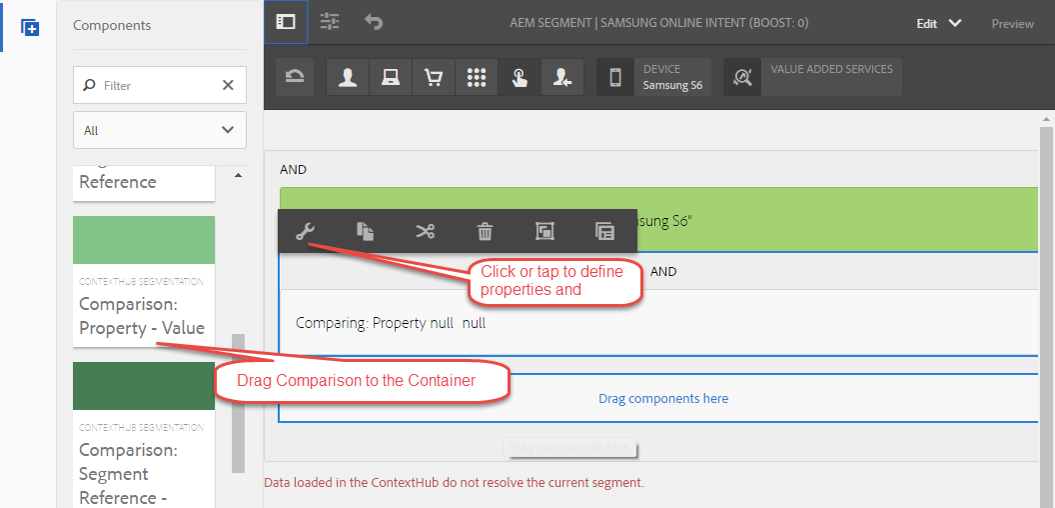 Components
AEM SEGMENT | SAMSUNG ONLINE INTENT (BOOST: 0)
Edit
Preview
Filter
All
DEVICE
Samsung S6
VALUE ADDED SERVICES
Reference
CONTEXTHUB SEGMENTATION
Comparison:
Property - Value
CONTEXTHUB SEGMENTATION
Comparison:
Segment
Reference -
AND
S6"
Click or tap to define
properties and
AND
Comparing: Property null null
Drag Comparison to the Container
Drag components here
Drag components here
Data loaded in the ContextHub do not resolve the current segment.